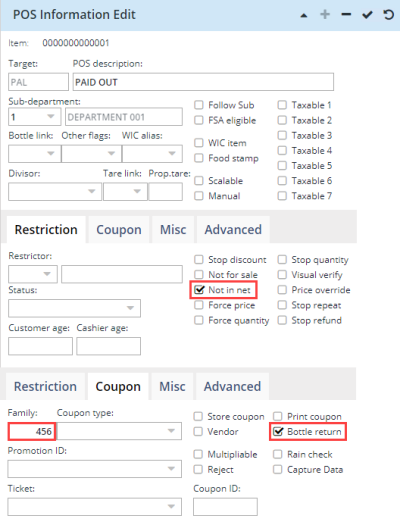 POS Information Edit
Item: 0000000000001
Target: POS description:
PAL PAID OUT
Sub-department:
1 DEPARTMENT 001
Bottle link: Other flags: WIC alias:
Divisor: Tare link: Prop.tare:
Follow Sub
FSA eligible
WIC item
Food stamp
Scalable
Manual
Taxable 1
Taxable 2
Taxable 3
Taxable 4
Taxable 5
Taxable 6
Taxable 7
Restriction Coupon Misc Advanced
Restrictor:
Status:
Customer age: Cashier age:
Stop discount
Not for sale
Not in net
Force price
Force quantity
Stop quantity
Visual verify
Price override
Stop repeat
Stop refund
Restriction Coupon Misc Advanced
Family: Coupon type:
456
Promotion ID:
Ticket: Coupon ID:
Store coupon
Vendor
Multipliable
Reject
Print coupon
Bottle return
Rain check
Capture Data